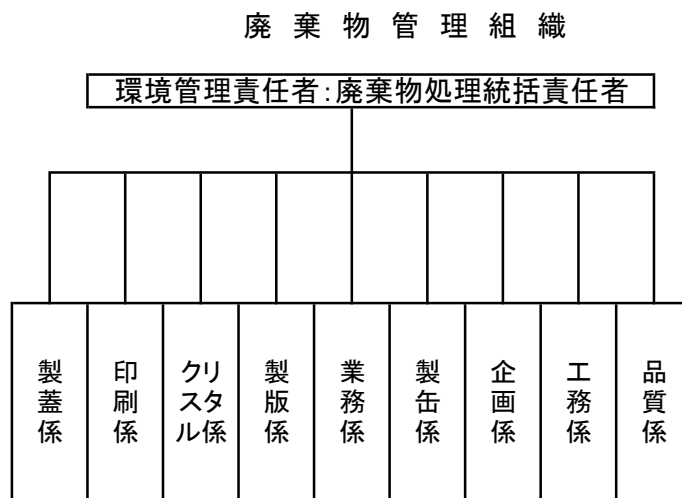 廃棄物管理組織
環境管理責任者：廃棄物処理統括責任者
製蓋係
印刷係
クリスタル係
製版係
業務係
製缶係
企画係
工務係
品質係